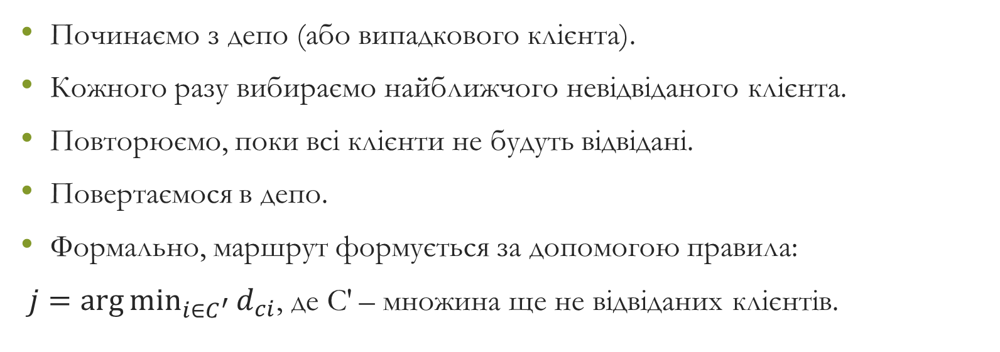 • Починаємо з депо (або випадкового клієнта).
• Кожного разу вибираємо найближчого невідвіданого клієнта.
• Повторюємо, поки всі клієнти не будуть відвідані.
• Повертаємося в депо.
• Формально, маршрут формується за допомогою правила:
j = arg min_{i∈C′} d_{ci}, де C' – множина ще не відвіданих клієнтів.